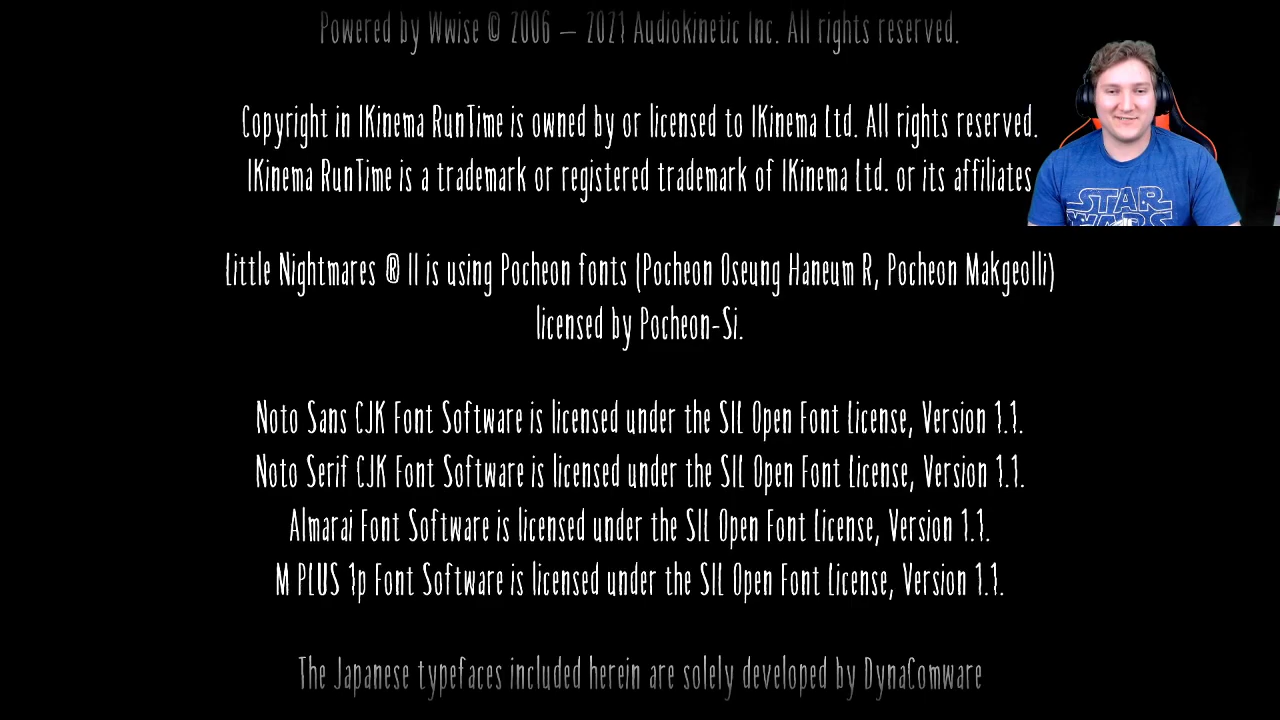 Powered by Wwise © 2006 – 2021 Audiokinetic Inc. All rights reserved.
Copyright in IKinema RunTime is owned by or licensed to IKinema Ltd. All rights reserved.
IKinema RunTime is a trademark or registered trademark of IKinema Ltd. or its affiliates
STAR
WARS
Little Nightmares ® II is using Pocheon fonts (Pocheon Oseung Haneum R, Pocheon Makgeolli)
licensed by Pocheon-Si.
Noto Sans CJK Font Software is licensed under the SIL Open Font License, Version 1.1.
Noto Serif CJK Font Software is licensed under the SIL Open Font License, Version 1.1.
Almarai Font Software is licensed under the SIL Open Font License, Version 1.1.
M PLUS 1p Font Software is licensed under the SIL Open Font License, Version 1.1.
The Japanese typefaces included herein are solely developed by DynaComware